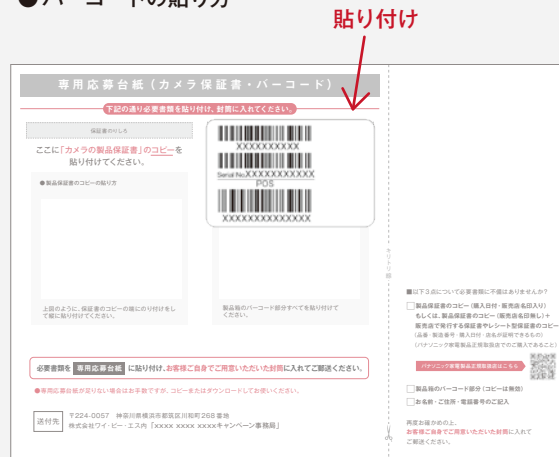 ●バーコードの貼り方
貼り付け
専用応募台紙（カメラ保証書・バーコード）
下記の通り必要書類を貼り付け、封筒に入れてください。
保証書のりしろ
ここに「カメラの製品保証書」のコピーを
貼り付けてください。
●製品保証書のコピーの貼り方
上図のように、保証書のコピーの端にのり付けをし
て縦に貼り付けてください。
XXXXXXXXXX
Serial No.XXXXXXXXXXXXX
POS
XXXXXXXXXXXXX
製品箱のバーコード部分すべてを貼り付けて
ください。
必要書類を 専用応募台紙 に貼り付け、お客様ご自身でご用意いただいた封筒に入れてご郵送ください。
●専用応募台紙が足りない場合はお手数ですが、コピーまたはダウンロードしてお使いください。
送付先
〒224-0057 神奈川県横浜市都筑区川和町268番地
株式会社ワイ・ビー・エス内「xxxx xxxx xxxxキャンペーン事務局」
■以下3点について必要書類に不備はありませんか？
□製品保証書のコピー（購入日付・販売店名印入り）
もしくは、製品保証書のコピー（販売店名印無し）＋
販売店で発行する保証書やレシート型保証書のコピー
（品番・製造番号・購入日付・店名が証明できるもの）
（パナソニック家電製品正規取扱店でのご購入であること）
パナソニック家電製品正規取扱店はこちら
□製品箱のバーコード部分（コピーは無効）
□お名前・ご住所・電話番号のご記入
再度お確かめの上、
お客様ご自身でご用意いただいた封筒に入れて
ご郵送ください。